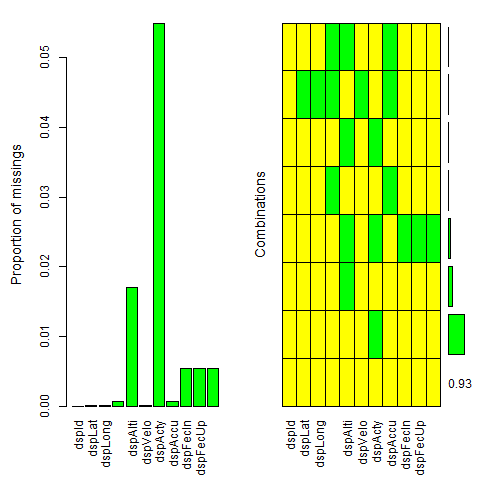 Proportion of missings
0.00
0.01
0.02
0.03
0.04
0.05
dspId
dspLat
dspLong
dspAlti
dspVelo
dspActy
dspAccu
dspFecIn
dspFecUp
Combinations
dspId
dspLat
dspLong
dspAlti
dspVelo
dspActy
dspAccu
dspFecIn
dspFecUp
0.93